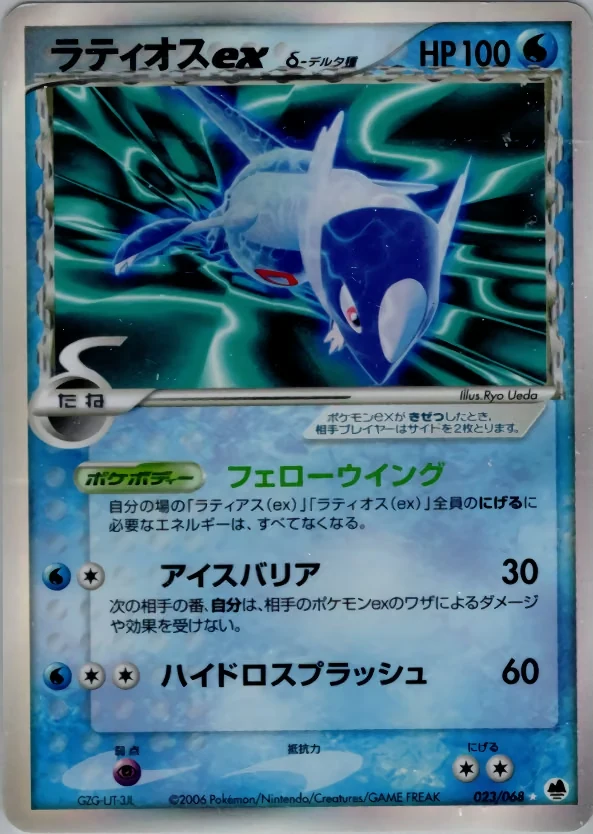 ラティオスex δ-デルタ種 HP100
たね
Illus.Ryo Ueda
ポケモンexが きぜつしたとき、
相手プレイヤーはサイドを2枚とります。
ポケボディー フェローウイング
自分の場の「ラティアス(ex)」「ラティオス(ex)」全員のにげるに
必要なエネルギーは、すべてなくなる。
アイスバリア 30
次の相手の番、自分は、相手のポケモンexのワザによるダメージ
や効果を受けない。
ハイドロスプラッシュ 60
弱点 抵抗力 にげる
GZG-UT-3JL ©2006 Pokémon/Nintendo/Creatures/GAME FREAK 023/068 ★